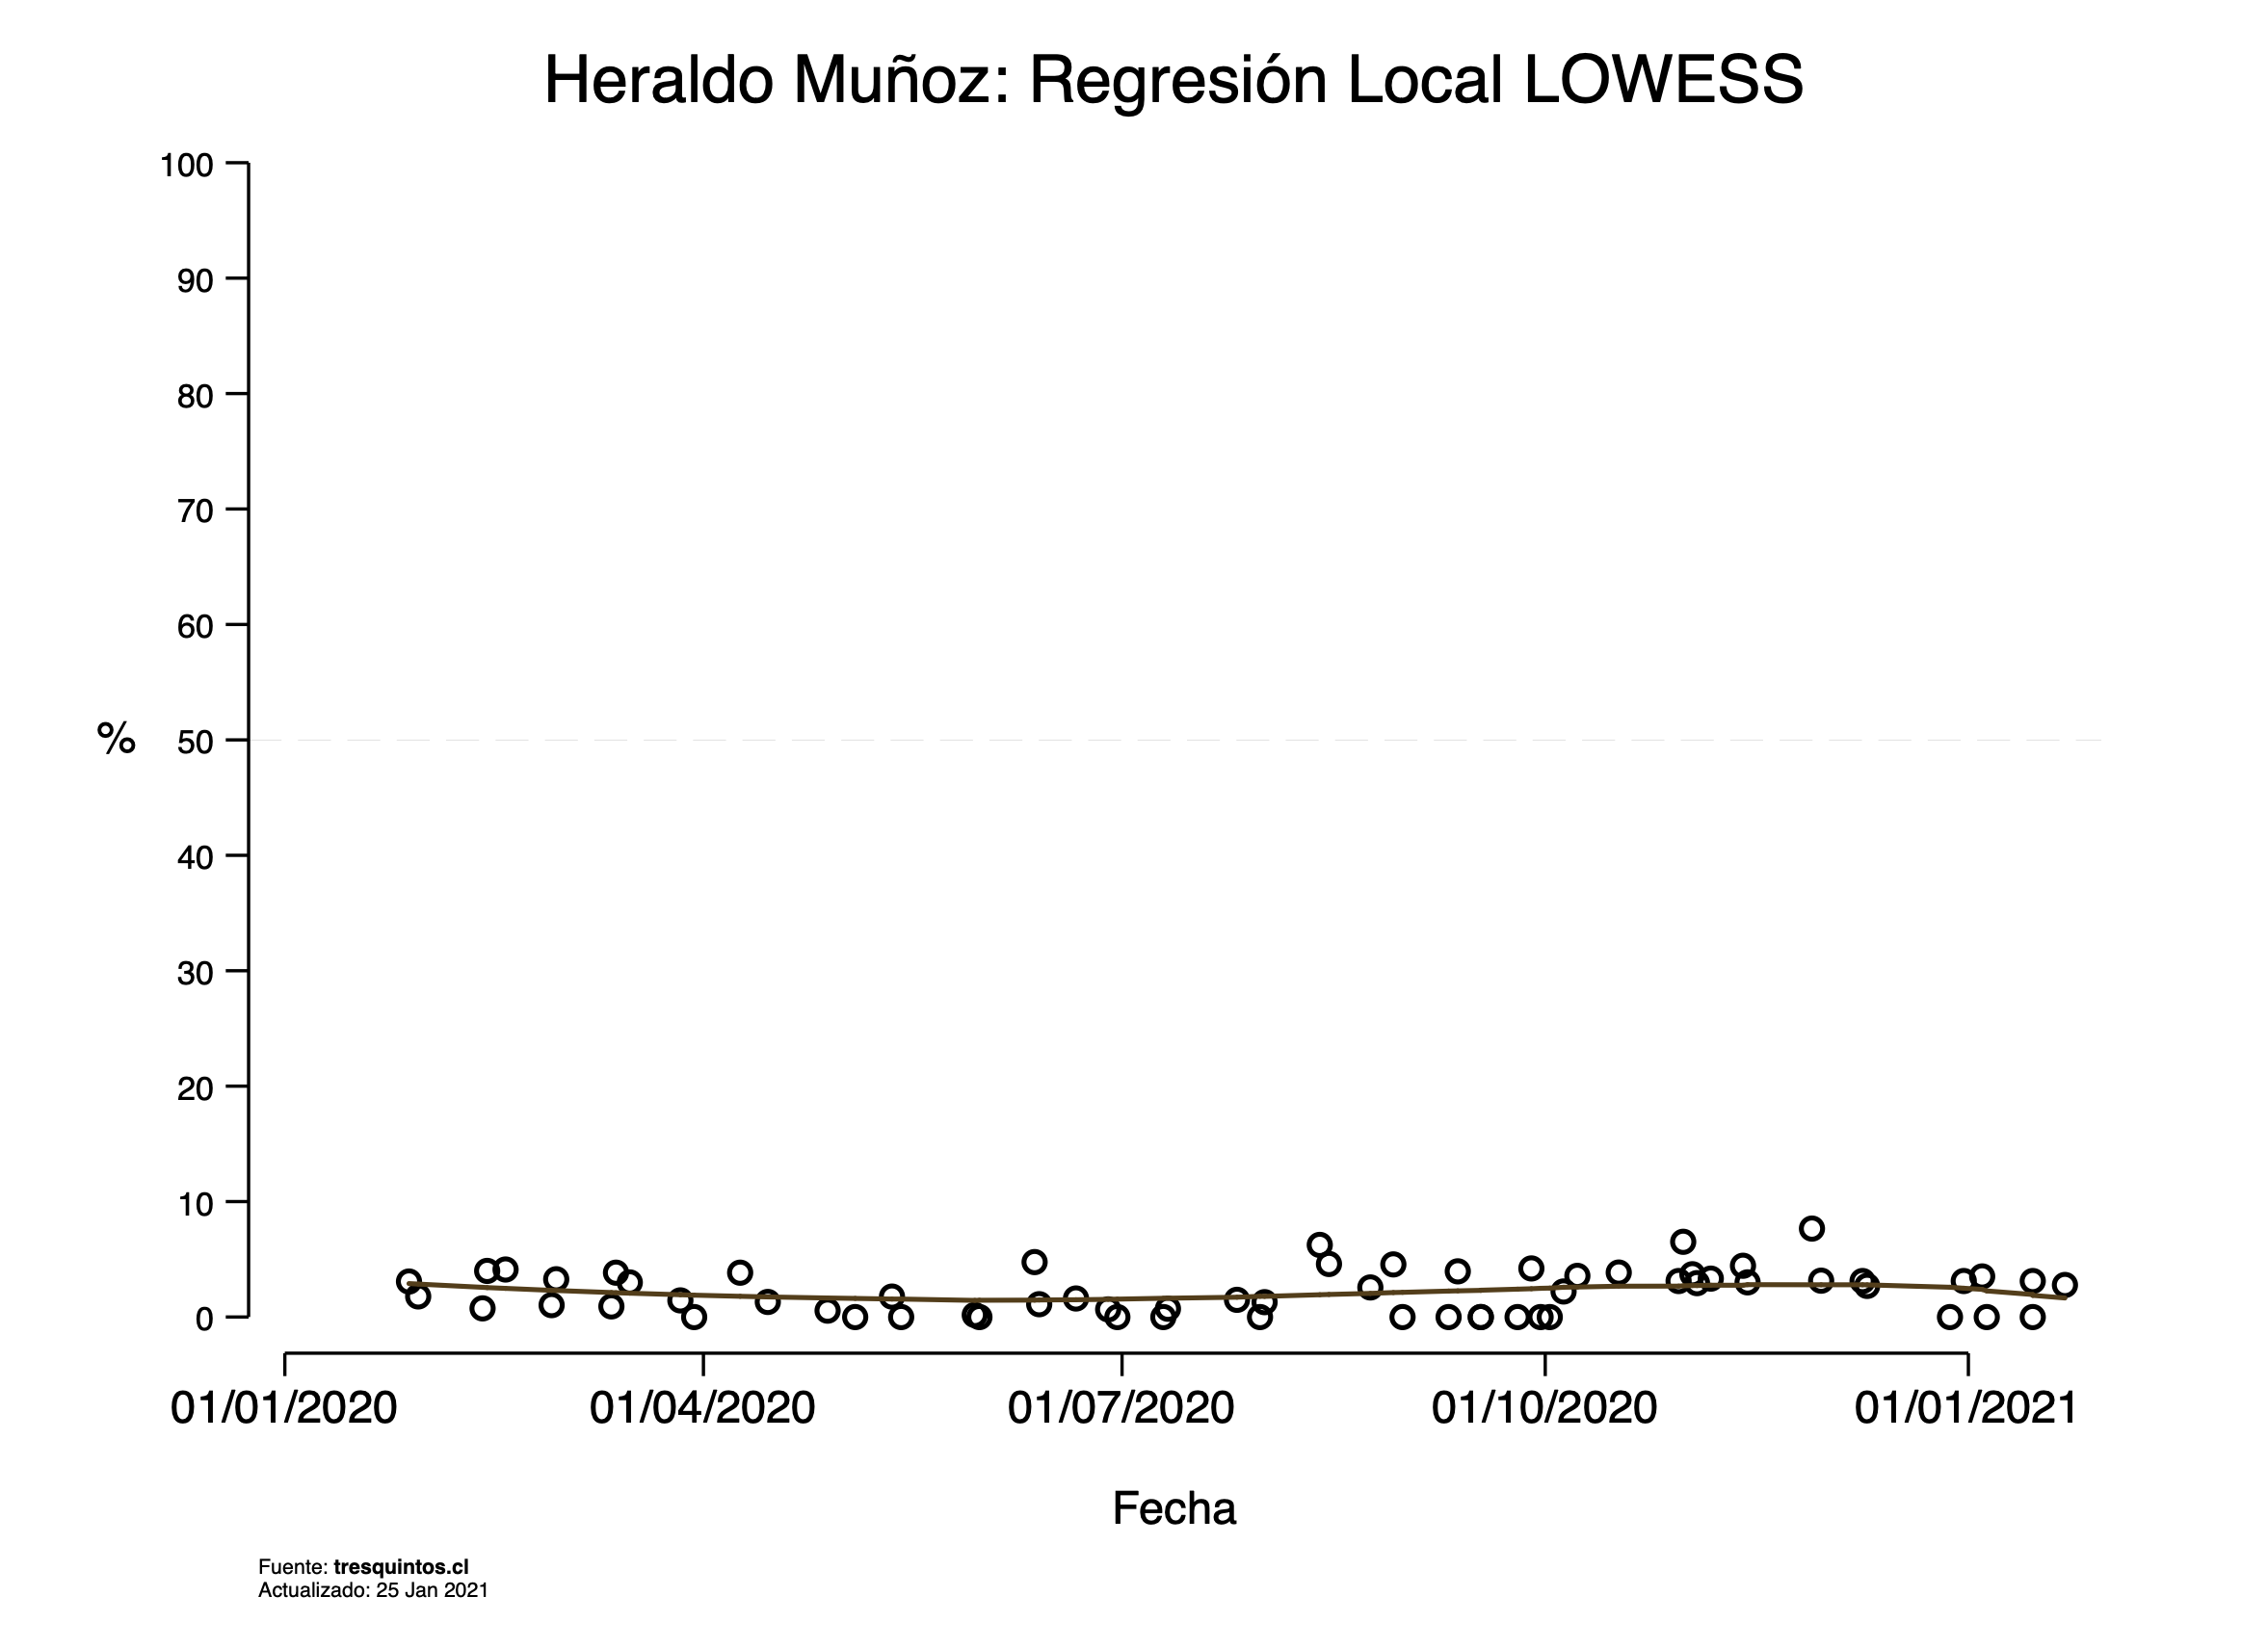 Heraldo Muñoz: Regresión Local LOWESS
100
90
80
70
60
% 50
40
30
20
10
0
01/01/2020 01/04/2020 01/07/2020 01/10/2020 01/01/2021
Fecha
Fuente: tresquintos.cl
Actualizado: 25 Jan 2021